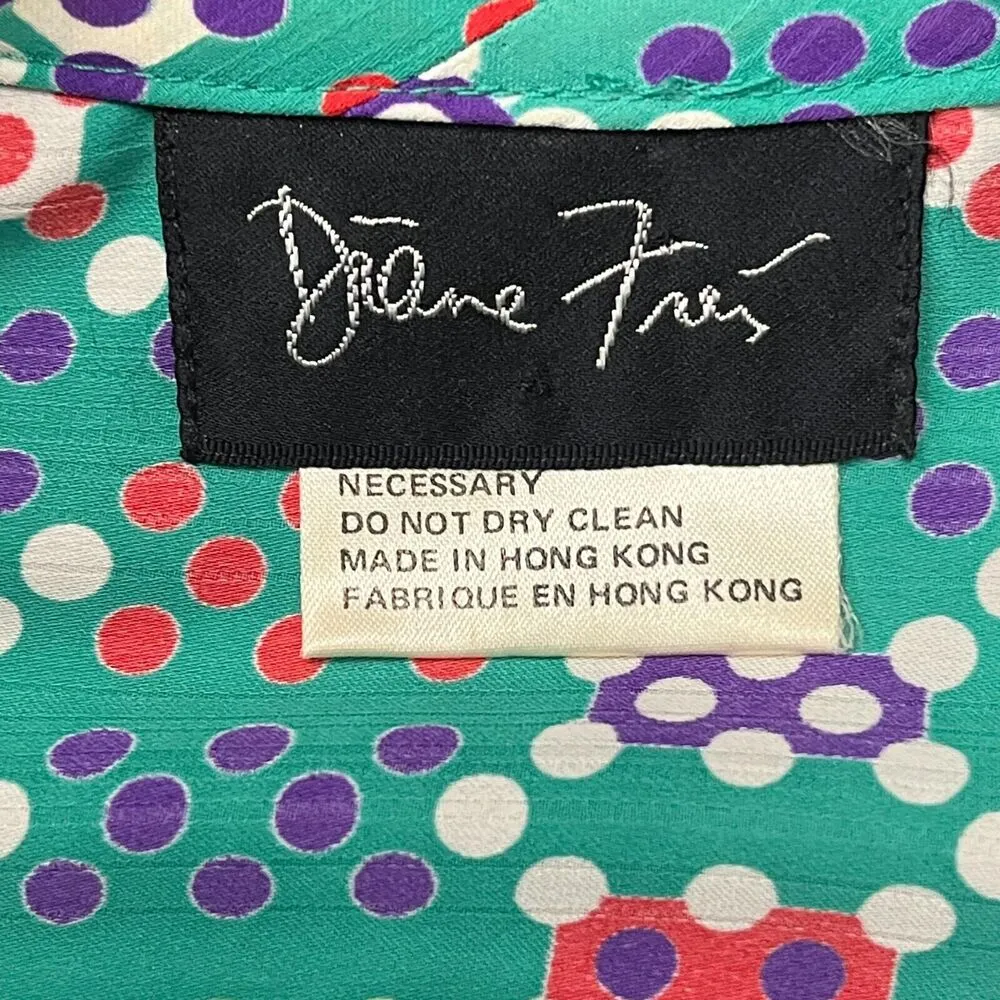 Diane Freis
NECESSARY
DO NOT DRY CLEAN
MADE IN HONG KONG
FABRIQUE EN HONG KONG